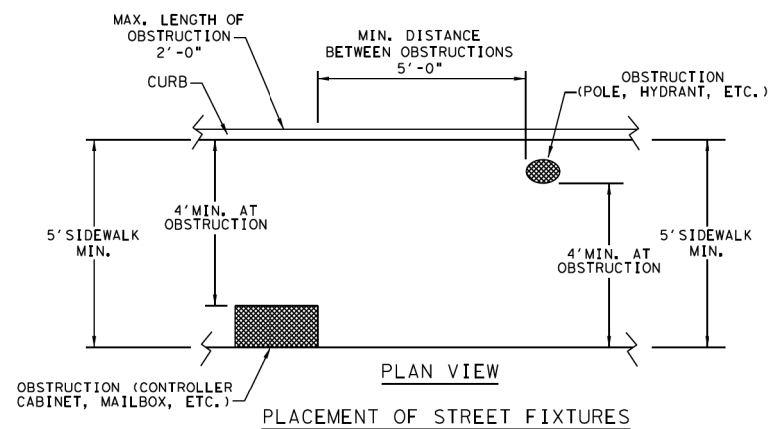 MAX. LENGTH OF
OBSTRUCTION
2'-0"
MIN. DISTANCE
BETWEEN OBSTRUCTIONS
5'-0"
CURB
OBSTRUCTION
(POLE, HYDRANT, ETC.)
5' SIDEWALK
MIN.
4' MIN. AT
OBSTRUCTION
4' MIN. AT
OBSTRUCTION
5' SIDEWALK
MIN.
OBSTRUCTION (CONTROLLER
CABINET, MAILBOX, ETC.)
PLAN VIEW
PLACEMENT OF STREET FIXTURES